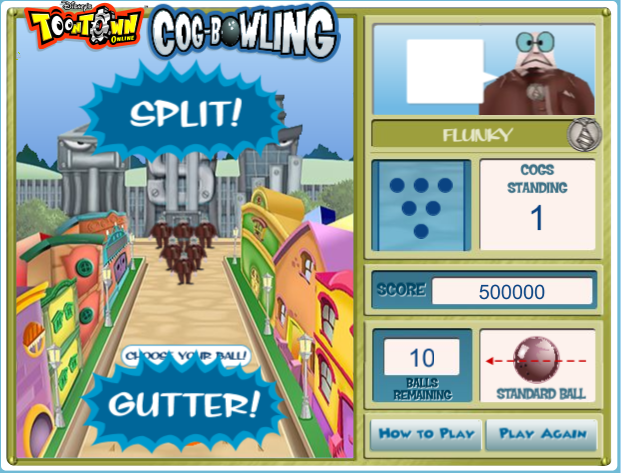 Disney's
TOONTOWN
ONLINE
COG-BOWLING
SPLIT!
CHOOSE YOUR BALL!
GUTTER!
FLUNKY
COGS
STANDING
1
SCORE
500000
10
BALLS
REMAINING
STANDARD BALL
How to Play
Play Again